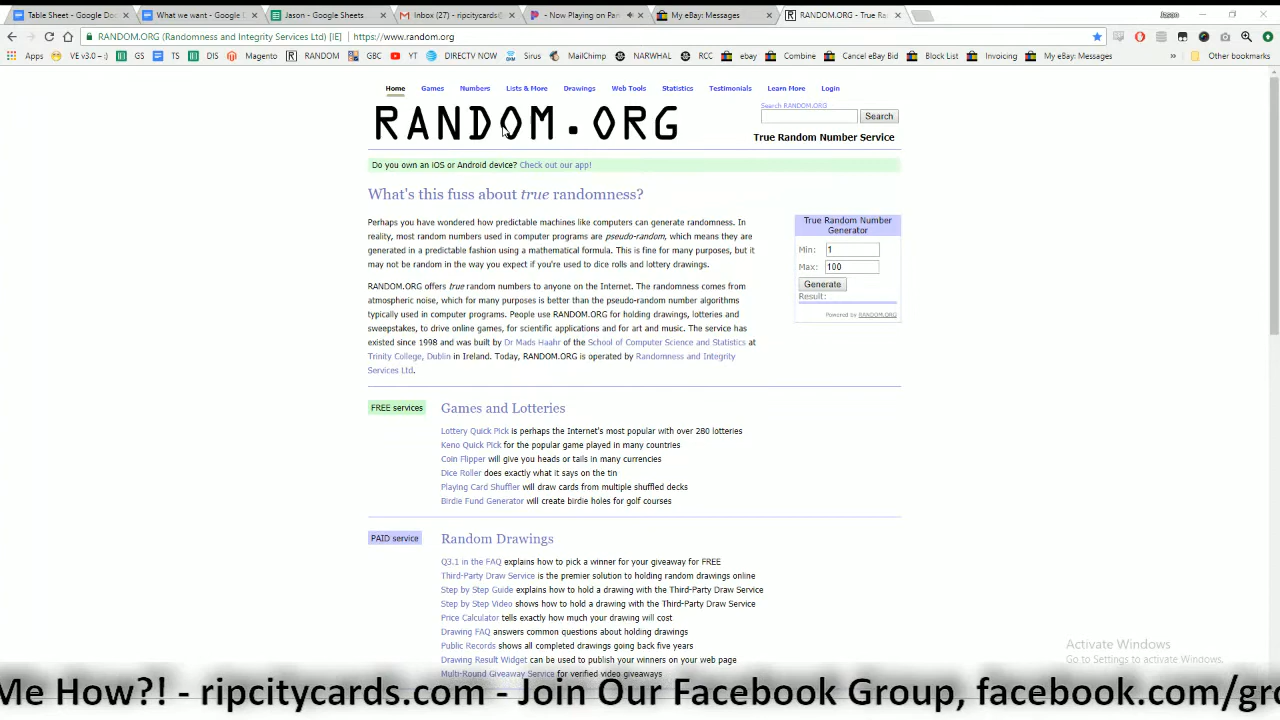 Table Sheet - Google Do
What we want - Google
Jason - Google Sheets
Inbox (27) - ripcitycards@
- Now Playing on Pan
My eBay: Messages
RANDOM.ORG - True Ra
Jason
RANDOM.ORG (Randomness and Integrity Services Ltd) [IE]
https://www.random.org
Apps
VE v3.0 --:)
GS
TS
DIS
Magento
RANDOM
GBC
YT
DIRECTV NOW
Sirus
MailChimp
NARWHAL
RCC
ebay
Combine
Cancel eBay Bid
Block List
Invoicing
My eBay: Messages
»
Other bookmarks
Home
Games
Numbers
Lists & More
Drawings
Web Tools
Statistics
Testimonials
Learn More
Login
RANDOM.ORG
Search RANDOM.ORG
Search
True Random Number Service
Do you own an iOS or Android device? Check out our app!
What's this fuss about true randomness?
Perhaps you have wondered how predictable machines like computers can generate randomness. In
reality, most random numbers used in computer programs are pseudo-random, which means they are
generated in a predictable fashion using a mathematical formula. This is fine for many purposes, but it
may not be random in the way you expect if you're used to dice rolls and lottery drawings.
RANDOM.ORG offers true random numbers to anyone on the Internet. The randomness comes from
atmospheric noise, which for many purposes is better than the pseudo-random number algorithms
typically used in computer programs. People use RANDOM.ORG for holding drawings, lotteries and
sweepstakes, to drive online games, for scientific applications and for art and music. The service has
existed since 1998 and was built by Dr Mads Haahr of the School of Computer Science and Statistics at
Trinity College, Dublin in Ireland. Today, RANDOM.ORG is operated by Randomness and Integrity
Services Ltd.
True Random Number
Generator
Min: 1
Max: 100
Generate
Result:
Powered by RANDOM.ORG
FREE services
Games and Lotteries
Lottery Quick Pick is perhaps the Internet's most popular with over 280 lotteries
Keno Quick Pick for the popular game played in many countries
Coin Flipper will give you heads or tails in many currencies
Dice Roller does exactly what it says on the tin
Playing Card Shuffler will draw cards from multiple shuffled decks
Birdie Fund Generator will create birdie holes for golf courses
PAID service
Random Drawings
Q3.1 in the FAQ explains how to pick a winner for your giveaway for FREE
Third-Party Draw Service is the premier solution to holding random drawings online
Step by Step Guide explains how to hold a drawing with the Third-Party Draw Service
Step by Step Video shows how to hold a drawing with the Third-Party Draw Service
Price Calculator tells exactly how much your drawing will cost
Drawing FAQ answers common questions about holding drawings
Public Records shows all completed drawings going back five years
Drawing Result Widget can be used to publish your winners on your web page
Multi-Round Giveaway Service for verified video giveaways
Activate Windows
Go to Settings to activate Windows.
Me How?! - ripcitycards.com - Join Our Facebook Group, facebook.com/gro